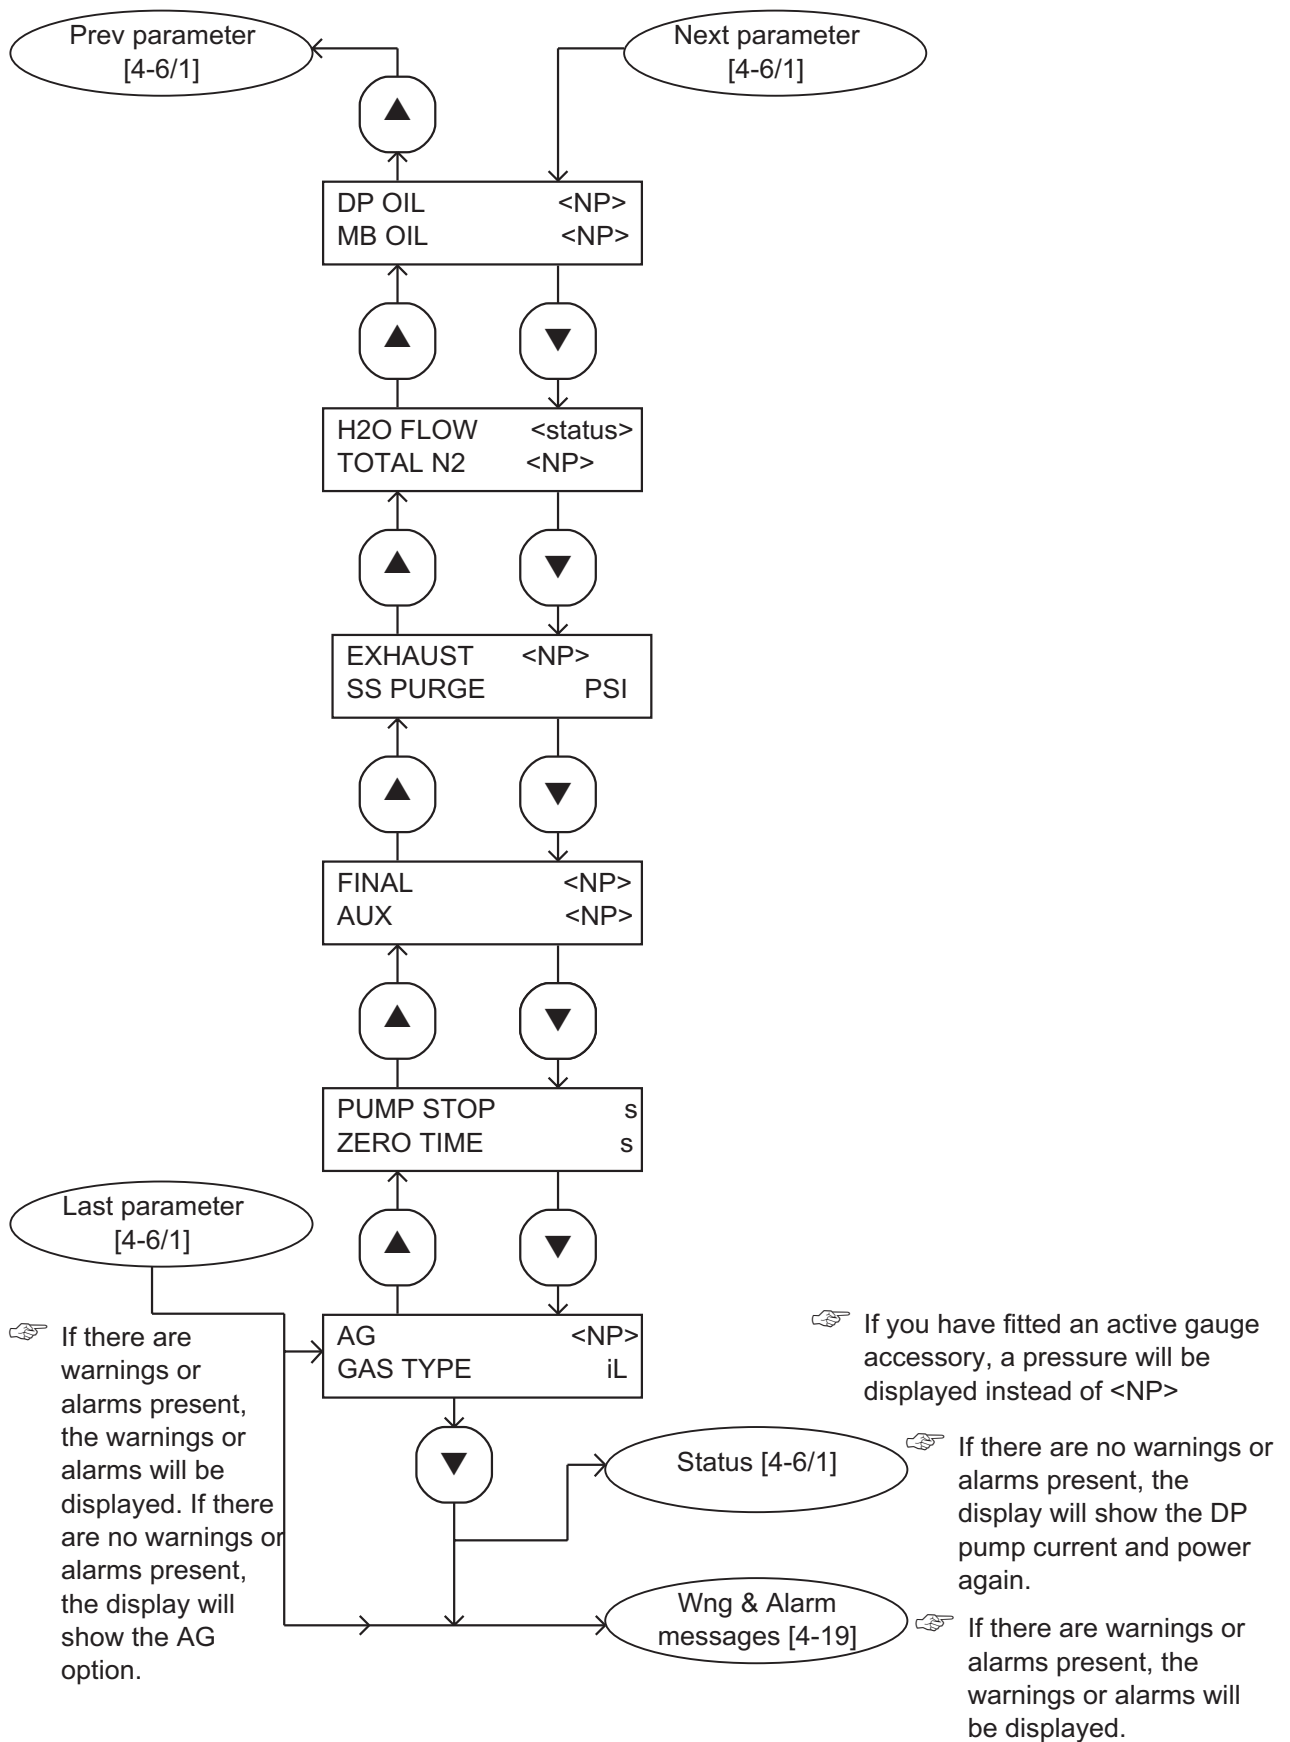 Prev parameter
[4-6/1]
Next parameter
[4-6/1]
▲
DP OIL <NP>
MB OIL <NP>
▲ ▼
H2O FLOW <status>
TOTAL N2 <NP>
▲ ▼
EXHAUST <NP>
SS PURGE PSI
▲ ▼
FINAL <NP>
AUX <NP>
▲ ▼
PUMP STOP s
ZERO TIME s
Last parameter
[4-6/1]
▲ ▼
AG <NP>
GAS TYPE iL
▼
☞ If there are
warnings or
alarms present,
the warnings or
alarms will be
displayed. If there
are no warnings or
alarms present,
the display will
show the AG
option.
☞ If you have fitted an active gauge
accessory, a pressure will be
displayed instead of <NP>
Status [4-6/1]
☞ If there are no warnings or
alarms present, the
display will show the DP
pump current and power
again.
Wng & Alarm
messages [4-19]
☞ If there are warnings or
alarms present, the
warnings or alarms will
be displayed.